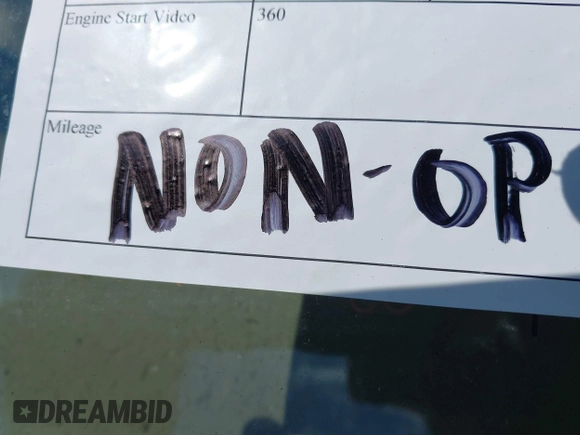 Engine Start Video 360
Mileage NON-OP
DREAMBID